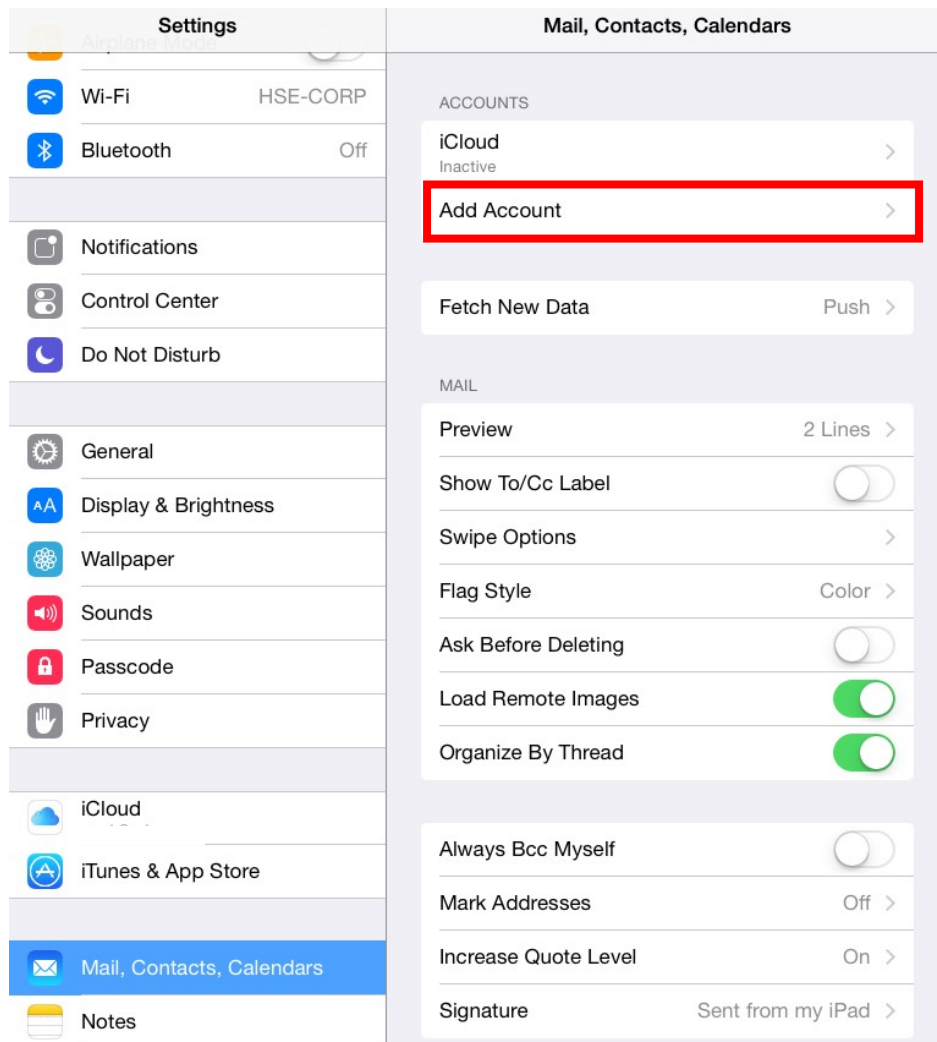 Settings
Airplane Mode
Wi-Fi HSE-CORP
Bluetooth Off
Notifications
Control Center
Do Not Disturb
General
AA Display & Brightness
Wallpaper
Sounds
Passcode
Privacy
iCloud
iTunes & App Store
Mail, Contacts, Calendars
Notes
Mail, Contacts, Calendars
ACCOUNTS
iCloud
Inactive
Add Account
Fetch New Data Push
MAIL
Preview 2 Lines
Show To/Cc Label
Swipe Options
Flag Style Color
Ask Before Deleting
Load Remote Images
Organize By Thread
Always Bcc Myself
Mark Addresses Off
Increase Quote Level On
Signature Sent from my iPad